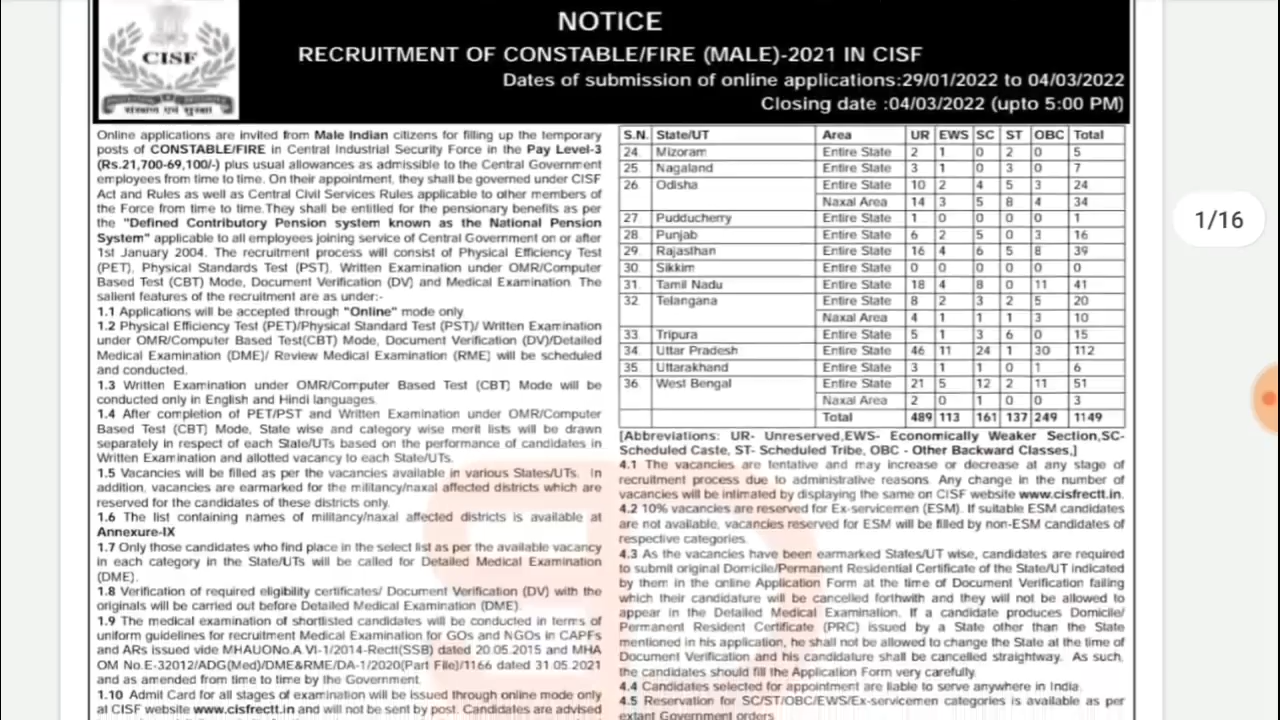 CISF
संरक्षण एवं सुरक्षा
NOTICE
RECRUITMENT OF CONSTABLE/FIRE (MALE)-2021 IN CISF
Dates of submission of online applications:29/01/2022 to 04/03/2022
Closing date :04/03/2022 (upto 5:00 PM)
Online applications are invited from Male Indian citizens for filling up the temporary
posts of CONSTABLE/FIRE in Central Industrial Security Force in the Pay Level-3
(Rs.21,700-69,100/-) plus usual allowances as admissible to the Central Government
employees from time to time. On their appointment, they shall be governed under CISF
Act and Rules as well as Central Civil Services Rules applicable to other members of
the Force from time to time.They shall be entitled for the pensionary benefits as per
the "Defined Contributory Pension system known as the National Pension
System" applicable to all employees joining service of Central Government on or after
1st January 2004. The recruitment process will consist of Physical Efficiency Test
(PET), Physical Standards Test (PST), Written Examination under OMR/Computer
Based Test (CBT) Mode, Document Verification (DV) and Medical Examination. The
salient features of the recruitment are as under:-
1.1 Applications will be accepted through "Online" mode only
1.2 Physical Efficiency Test (PET)/Physical Standard Test (PST)/ Written Examination
under OMR/Computer Based Test(CBT) Mode, Document Verification (DV)/Detailed
Medical Examination (DME)/ Review Medical Examination (RME) will be scheduled
and conducted.
1.3 Written Examination under OMR/Computer Based Test (CBT) Mode will be
conducted only in English and Hindi languages.
1.4 After completion of PET/PST and Written Examination under OMR/Computer
Based Test (CBT) Mode, State wise and category wise merit lists will be drawn
separately in respect of each State/UTs based on the performance of candidates in
Written Examination and allotted vacancy to each State/UTs.
1.5 Vacancies will be filled as per the vacancies available in various States/UTs. In
addition, vacancies are earmarked for the militancy/naxal affected districts which are
reserved for the candidates of these districts only.
1.6 The list containing names of militancy/naxal affected districts is available at
Annexure-IX
1.7 Only those candidates who find place in the select list as per the available vacancy
in each category in the State/UTs will be called for Detailed Medical Examination
(DME).
1.8 Verification of required eligibility certificates/ Document Verification (DV) with the
originals will be carried out before Detailed Medical Examination (DME).
1.9 The medical examination of shortlisted candidates will be conducted in terms of
uniform guidelines for recruitment Medical Examination for GOs and NGOs in CAPFs
and ARs issued vide MHAUONo.A VI-1/2014-Rectt(SSB) dated 20.05.2015 and MHA
OM No.E-32012/ADG(Med)/DME&RME/DA-1/2020(Part File)/1166 dated 31.05.2021
and as amended from time to time by the Government.
1.10 Admit Card for all stages of examination will be issued through online mode only
at CISF website www.cisfrectt.in and will not be sent by post. Candidates are advised
S.N. State/UT Area UR EWS SC ST OBC Total
24 Mizoram Entire State 2 1 0 2 0 5
25. Nagaland Entire State 3 1 0 3 0 7
26 Odisha Entire State 10 2 4 5 3 24
Naxal Area 14 3 5 8 4 34
27 Pudducherry Entire State 1 0 0 0 0 1
28 Punjab Entire State 6 2 5 0 3 16
29 Rajasthan Entire State 16 4 6 5 8 39
30. Sikkim Entire State 0 0 0 0 0 0
31. Tamil Nadu Entire State 18 4 8 0 11 41
32 Telangana Entire State 8 2 3 2 5 20
Naxal Area 4 1 1 1 3 10
33 Tripura Entire State 5 1 3 6 0 15
34 Uttar Pradesh Entire State 46 11 24 1 30 112
35 Uttarakhand Entire State 3 1 1 0 1 6
36 West Bengal Entire State 21 5 12 2 11 51
Naxal Area 2 0 1 0 0 3
Total 489 113 161 137 249 1149
[Abbreviations: UR- Unreserved,EWS- Economically Weaker Section,SC-
Scheduled Caste, ST- Scheduled Tribe, OBC - Other Backward Classes,]
4.1 The vacancies are tentative and may increase or decrease at any stage of
recruitment process due to administrative reasons. Any change in the number of
vacancies will be intimated by displaying the same on CISF website www.cisfrectt.in.
4.2 10% vacancies are reserved for Ex-servicemen (ESM). If suitable ESM candidates
are not available, vacancies reserved for ESM will be filled by non-ESM candidates of
respective categories.
4.3 As the vacancies have been earmarked States/UT wise, candidates are required
to submit original Domicile/Permanent Residential Certificate of the State/UT indicated
by them in the online Application Form at the time of Document Verification failing
which their candidature will be cancelled forthwith and they will not be allowed to
appear in the Detailed Medical Examination. If a candidate produces Domicile/
Permanent Resident Certificate (PRC) issued by a State other than the State
mentioned in his application, he shall not be allowed to change the State at the time of
Document Verification and his candidature shall be cancelled straightway. As such,
the candidates should fill the Application Form very carefully.
4.4 Candidates selected for appointment are liable to serve anywhere in India.
4.5 Reservation for SC/ST/OBC/EWS/Ex-servicemen categories is available as per
extant Government orders
1/16